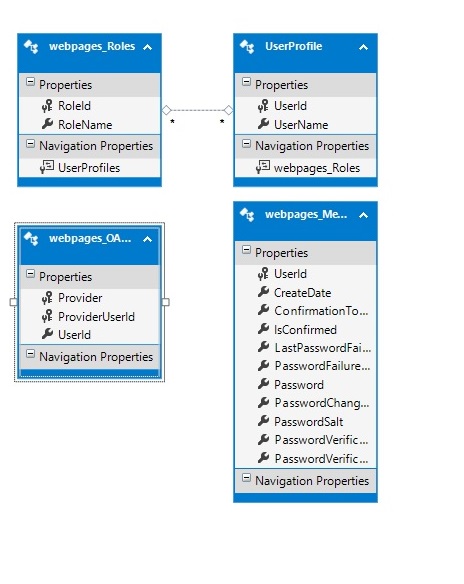 webpages_Roles
Properties
RoleId
RoleName
Navigation Properties
UserProfiles
*
*
UserProfile
Properties
UserId
UserName
Navigation Properties
webpages_Roles
webpages_OA...
Properties
Provider
ProviderUserId
UserId
Navigation Properties
webpages_Me...
Properties
UserId
CreateDate
ConfirmationTo...
IsConfirmed
LastPasswordFai...
PasswordFailure...
Password
PasswordChang...
PasswordSalt
PasswordVerific...
PasswordVerific...
Navigation Properties